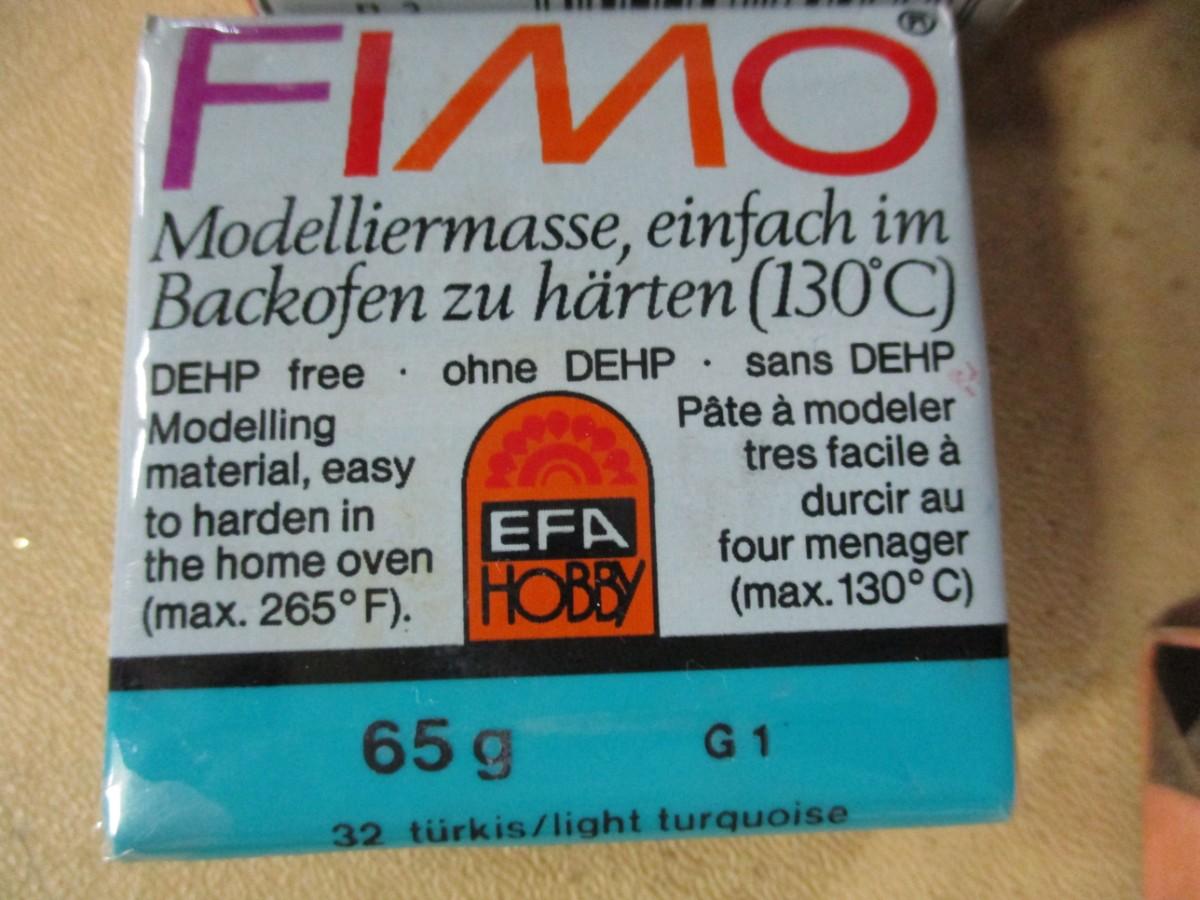 FIMO®
Modelliermasse, einfach im
Backofen zu härten (130°C)
DEHP free · ohne DEHP · sans DEHP
Modelling
material, easy
to harden in
the home oven
(max. 265°F).
EFA
HOBBY
Pâte à modeler
tres facile à
durcir au
four menager
(max. 130°C)
65 g G 1
32 türkis/light turquoise